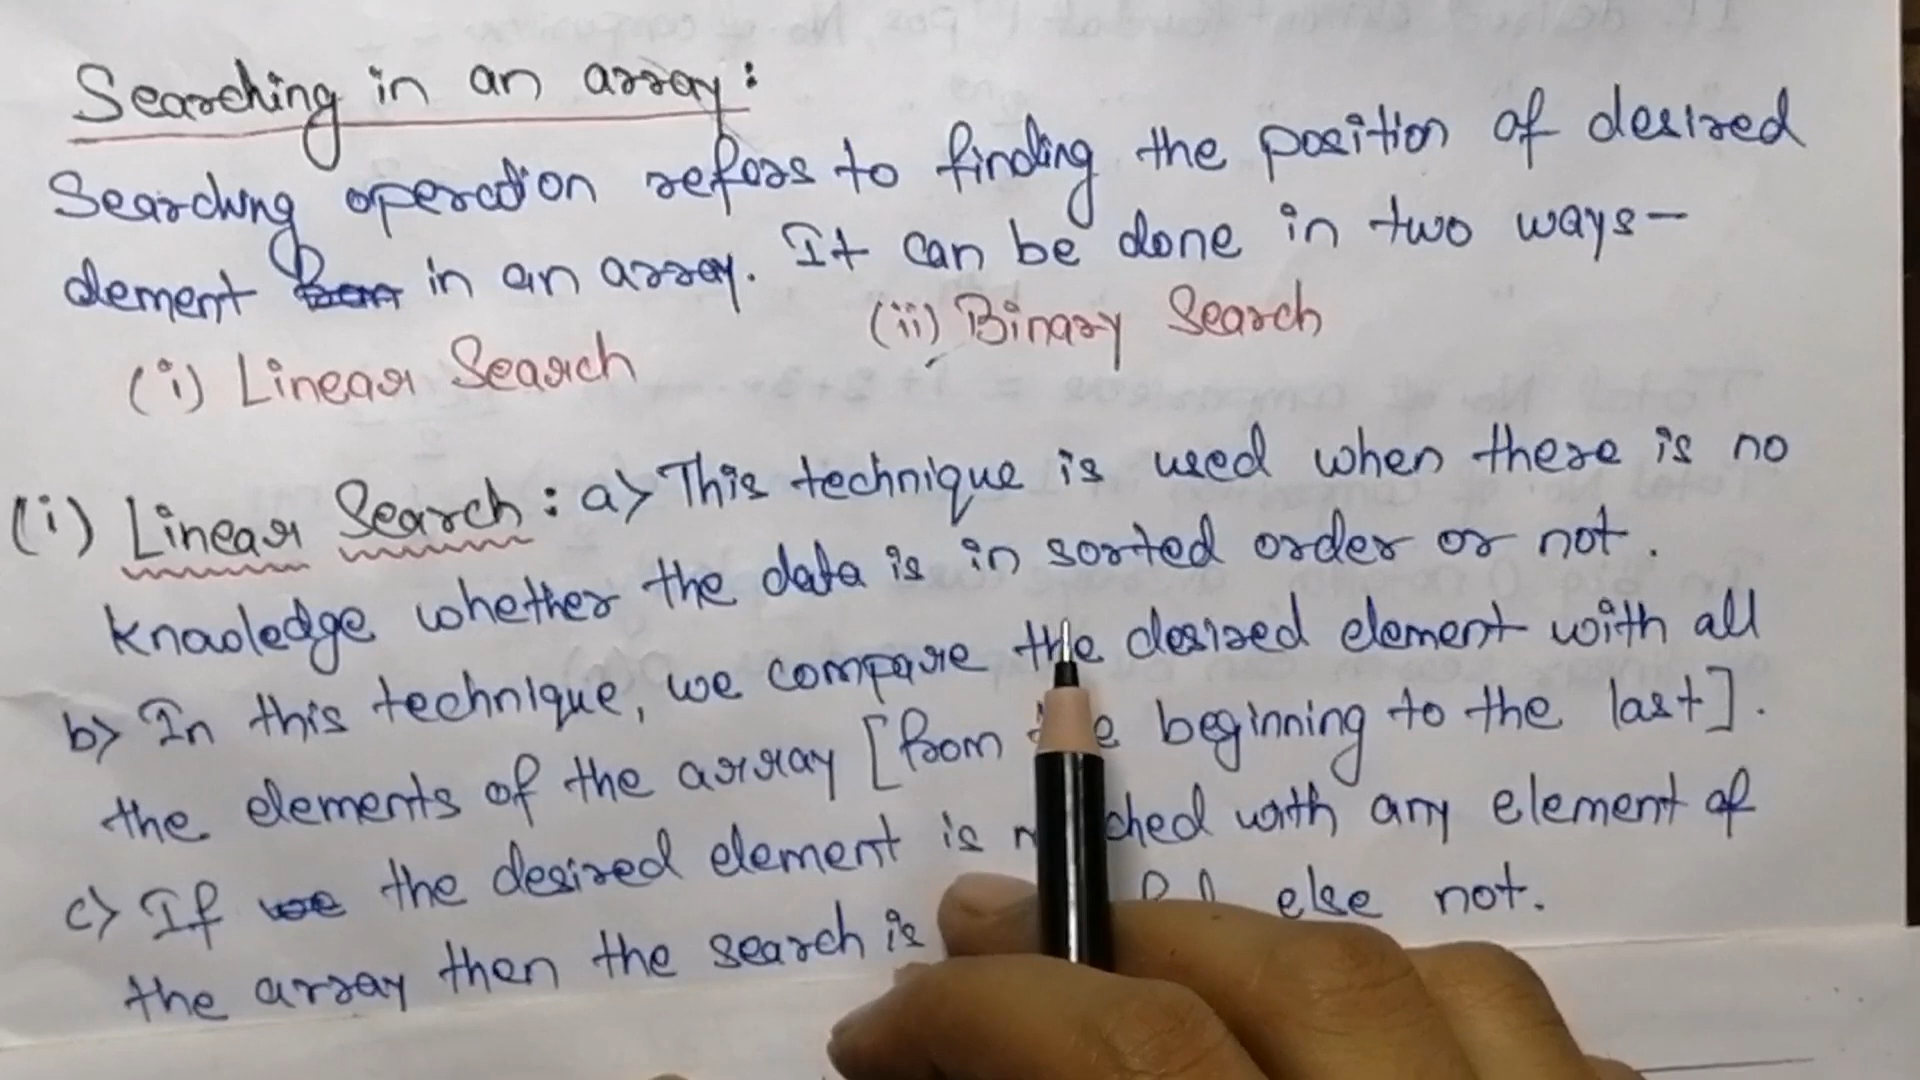 Searching in an array:
Searching operation refers to finding the position of desired
element in an array. It can be done in two ways-
(i) Linear Search (ii) Binary Search
(i) Linear Search: a) This technique is used when there is no
knowledge whether the data is in sorted order or not.
b) In this technique, we compare the desired element with all
the elements of the array [from beginning to the last].
c) If the desired element is with any element of
the array then the search is else not.